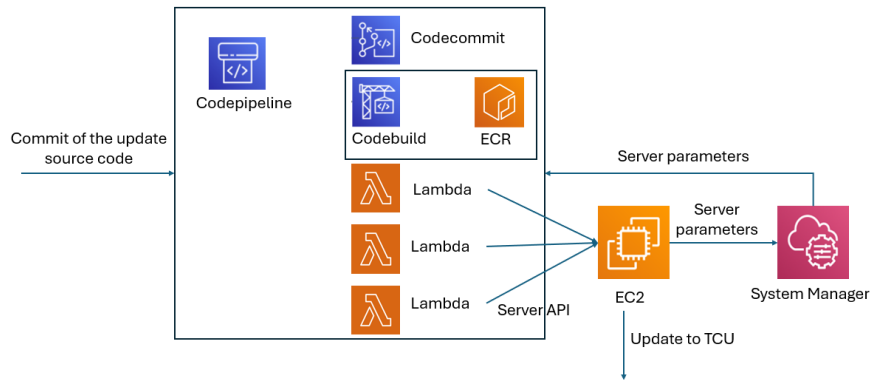 Codecommit
Codepipeline
Codebuild
ECR
Commit of the update
source code
Lambda
Lambda
Lambda
Server API
Server parameters
Server
parameters
EC2
System Manager
Update to TCU